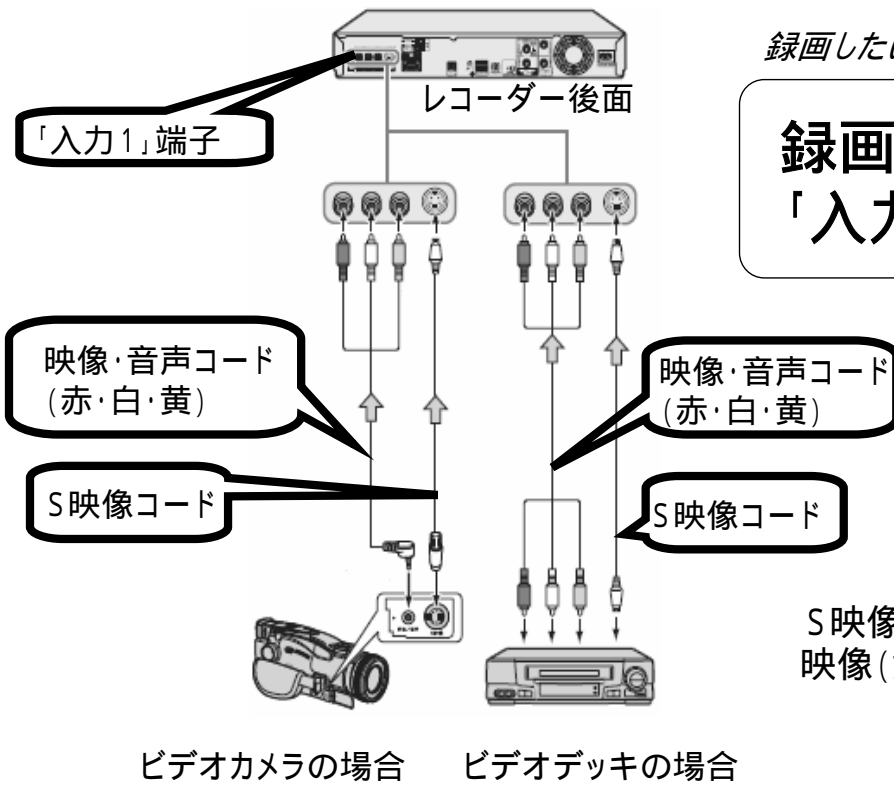 録画したい
レコーダー後面
「入力1」端子
録画
「入力
映像・音声コード
(赤・白・黄)
映像・音声コード
(赤・白・黄)
S映像コード
S映像コード
S映像
映像(
ビデオカメラの場合
ビデオデッキの場合